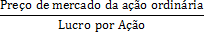 Preço de mercado da ação ordinária
Lucro por Ação